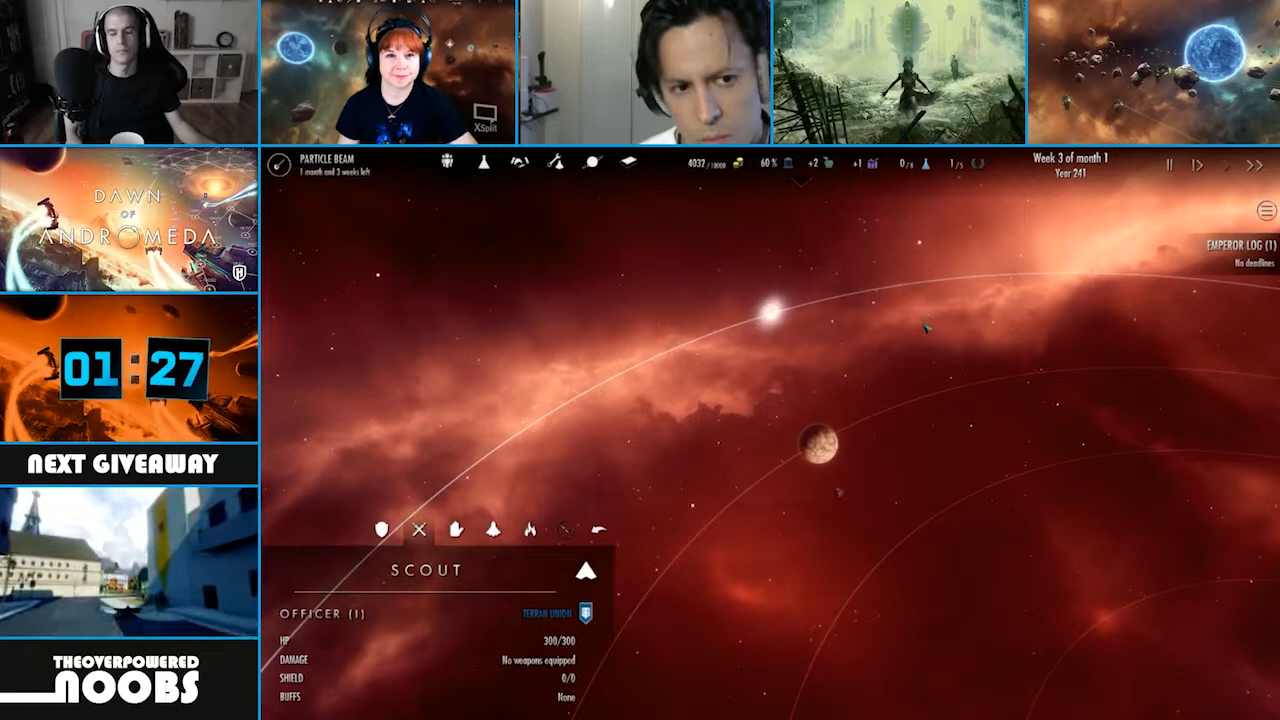 XSplit
DAWN
OF
ANDROMEDA
01:27
NEXT GIVEAWAY
THEOVERPOWERED
NOOBS
PARTICLE BEAM
1 month and 3 weeks left
4032/10000
60 %
+2
+1
0/8
1/5
Week 3 of month 1
Year 241
EMPEROR LOG (1)
No deadlines
SCOUT
OFFICER (1)
TERRAN UNION
HP 300/300
DAMAGE No weapons equipped
SHIELD 0/0
BUFFS None